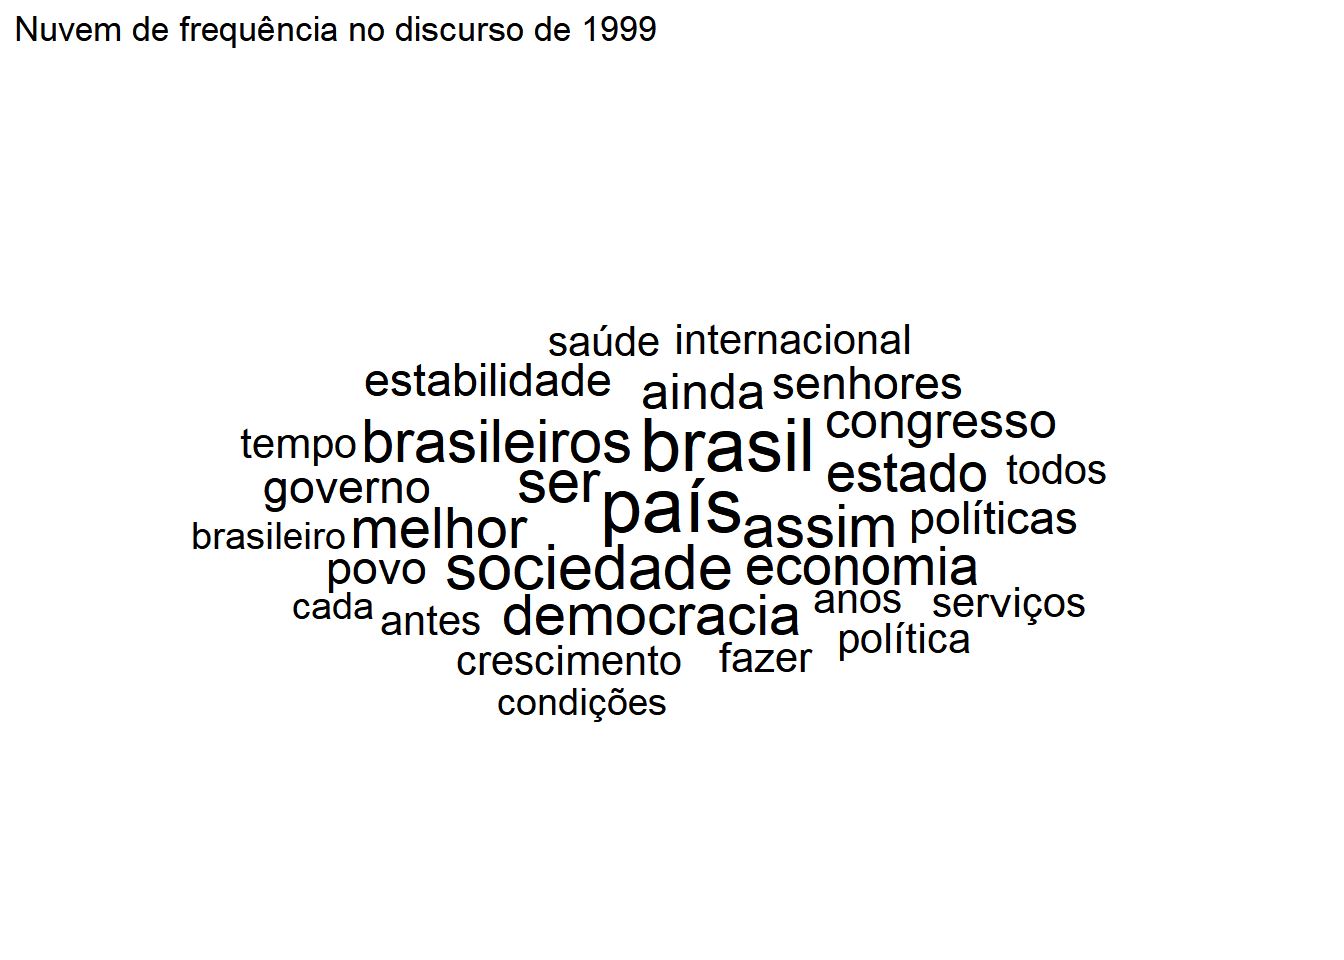 Nuvem de frequência no discurso de 1999
saúde internacional
estabilidade ainda senhores
tempo brasileiros brasil congresso
governo ser país estado todos
brasileiro melhor assim políticas
povo sociedade economia
cada antes democracia anos serviços
crescimento fazer política
condições